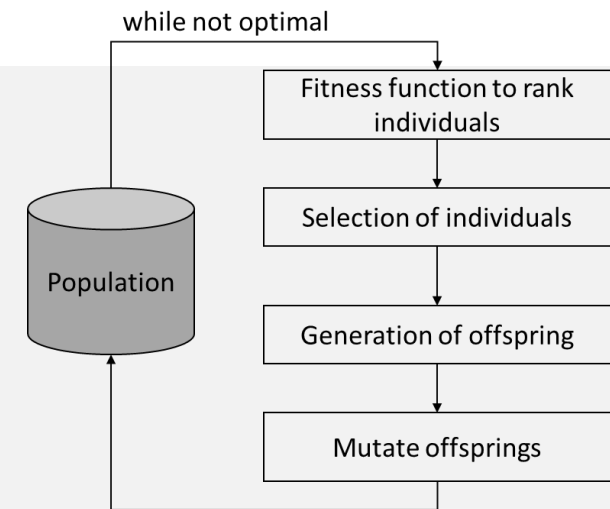 while not optimal
Fitness function to rank
individuals
Selection of individuals
Population
Generation of offspring
Mutate offsprings